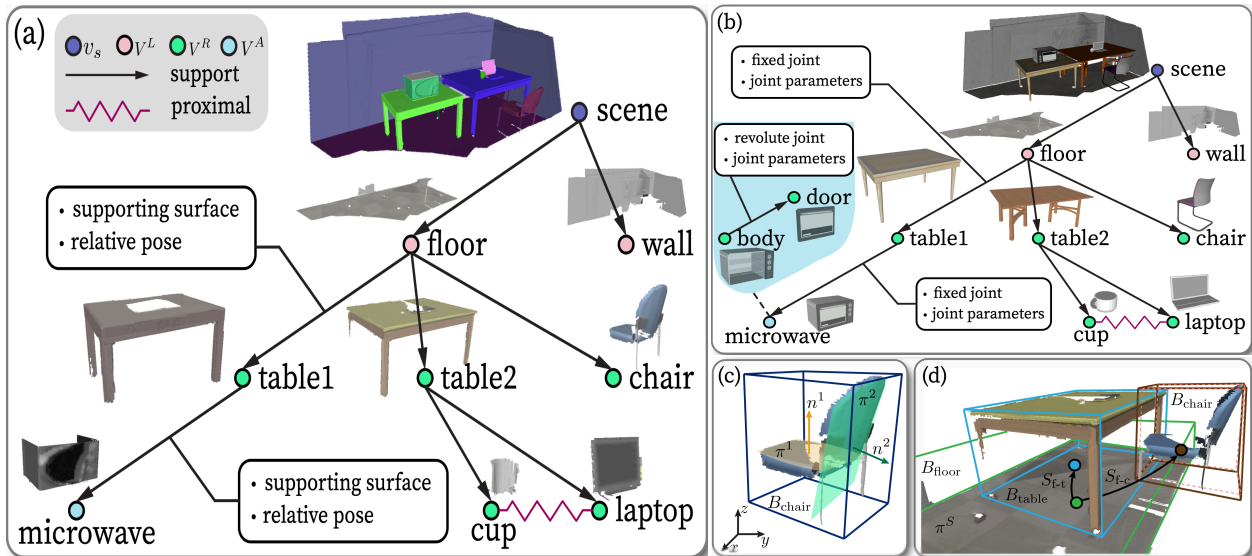 (a)
v_s V^L V^R V^A
support
proximal
scene
• supporting surface
• relative pose
floor
wall
table1
table2
chair
microwave
• supporting surface
• relative pose
cup
laptop
(b)
• fixed joint
• joint parameters
scene
• revolute joint
• joint parameters
floor
wall
door
body
table1
table2
chair
• fixed joint
• joint parameters
microwave
cup
laptop
(c)
n^1
π^2
π^1
n^2
B_chair
z
x
y
(d)
B_chair
B_floor
S_f-t
S_f-c
B_table
π^S